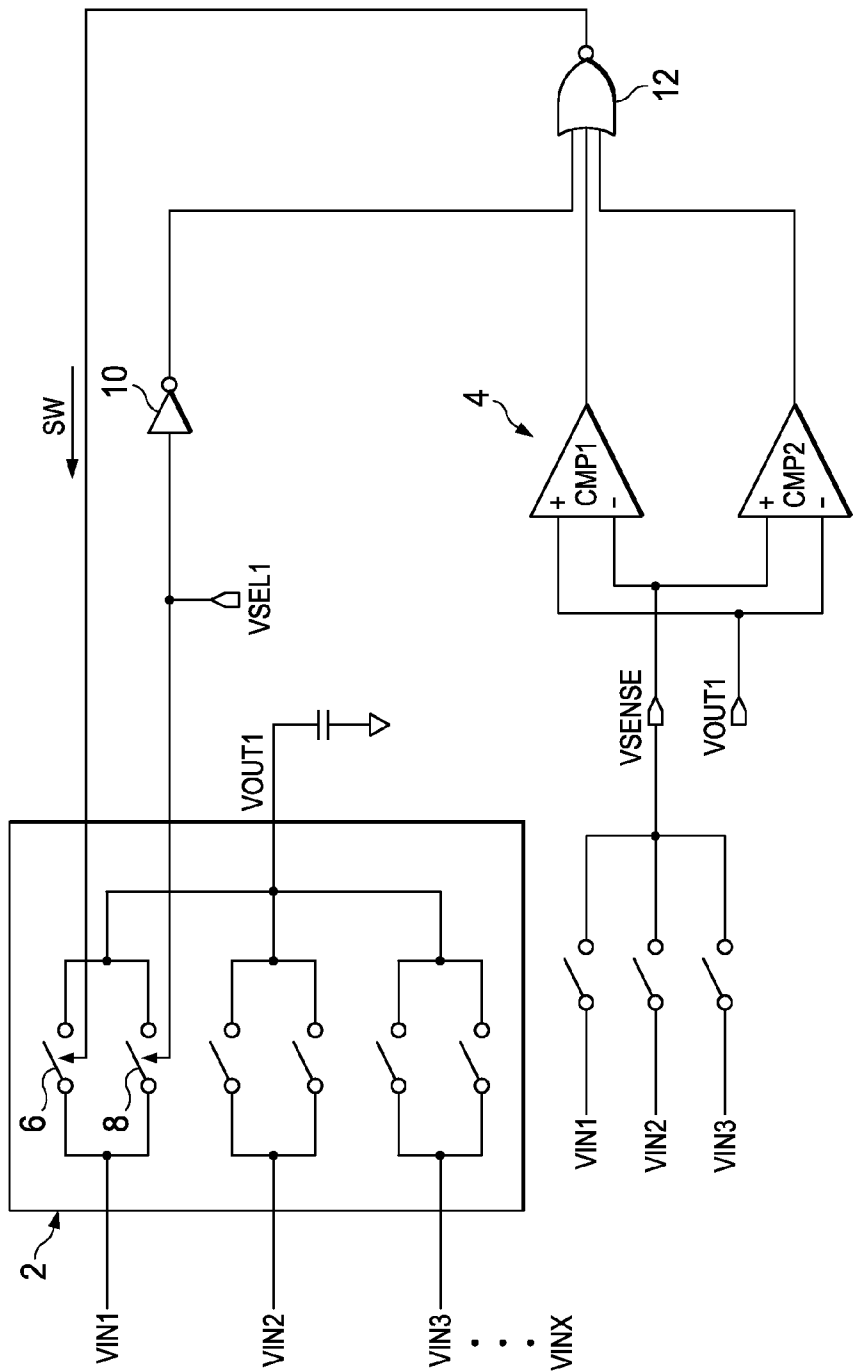 SW
10
VSEL1
12
2
6
8
VIN1
VIN2
VIN3
VINX
VOUT1
4
+
-
CMP1
+
-
CMP2
VSENSE
VOUT1
VIN1
VIN2
VIN3